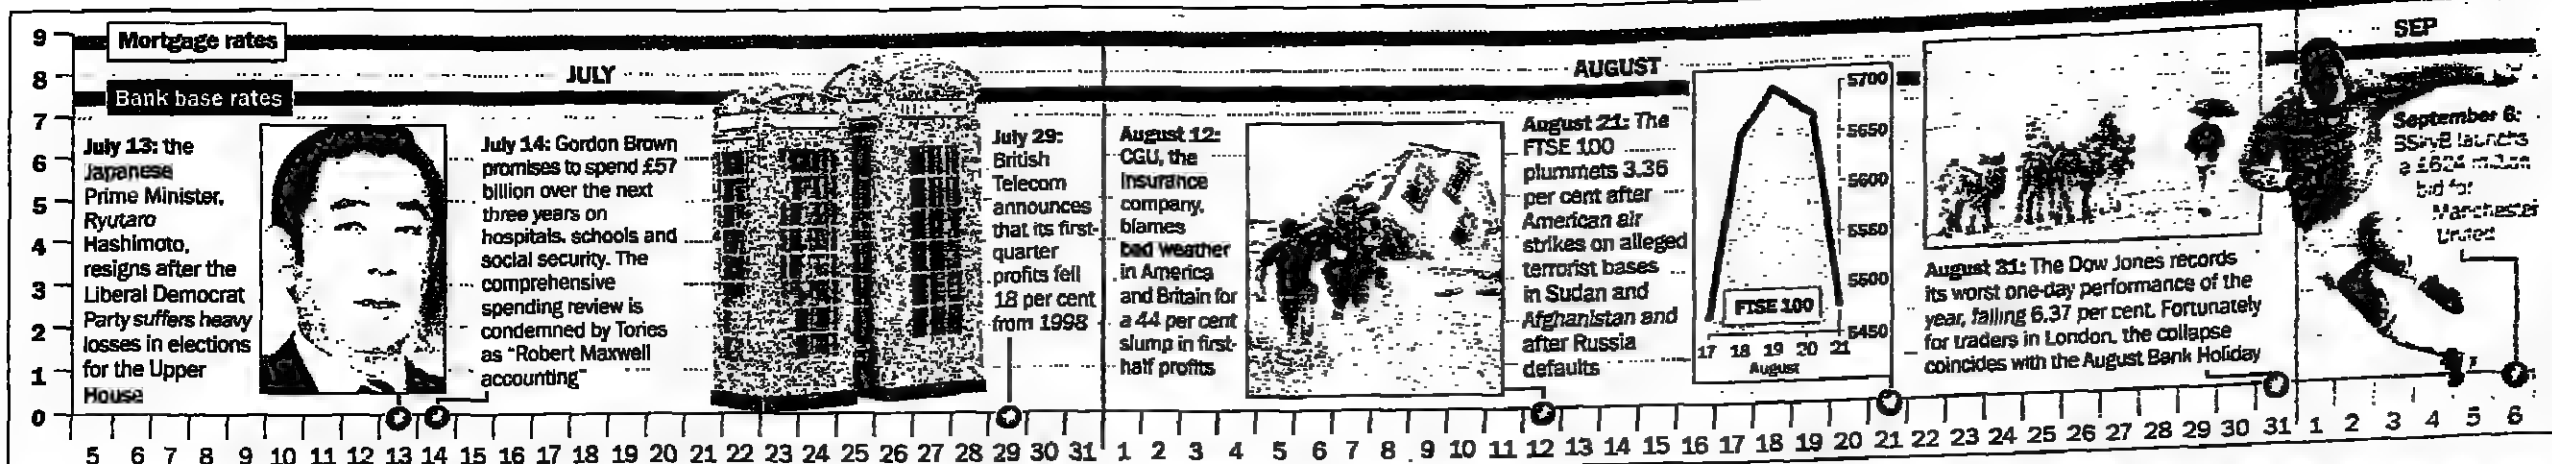 9
8
7
6
5
4
3
2
1
0
Mortgage rates
Bank base rates
JULY
AUGUST
SEP
July 13: the
Japanese
Prime Minister,
Ryutaro
Hashimoto,
resigns after the
Liberal Democrat
Party suffers heavy
losses in elections
for the Upper
House
July 14: Gordon Brown
promises to spend £57
billion over the next
three years on
hospitals, schools and
social security. The
comprehensive
spending review is
condemned by Tories
as "Robert Maxwell
accounting"
July 29:
British
Telecom
announces
that its first-
quarter
profits fell
18 per cent
from 1998
August 12:
CGU, the
insurance
company,
blames
bad weather
in America
and Britain for
a 44 per cent
slump in first-
half profits
August 21: The
FTSE 100
plummets 3.36
per cent after
American air
strikes on alleged
terrorist bases
in Sudan and
Afghanistan and
after Russia
defaults
5700
5650
5600
5550
5500
5450
FTSE 100
17 18 19 20 21
August
August 31: The Dow Jones records
its worst one-day performance of the
year, falling 6.37 per cent. Fortunately
for traders in London, the collapse
coincides with the August Bank Holiday
September 6:
BSkyB launches
a £624 million
bid for
Manchester
United
5 6 7 8 9 10 11 12 13 14 15 16 17 18 19 20 21 22 23 24 25 26 27 28 29 30 31 1 2 3 4 5 6 7 8 9 10 11 12 13 14 15 16 17 18 19 20 21 22 23 24 25 26 27 28 29 30 31 1 2 3 4 5 6